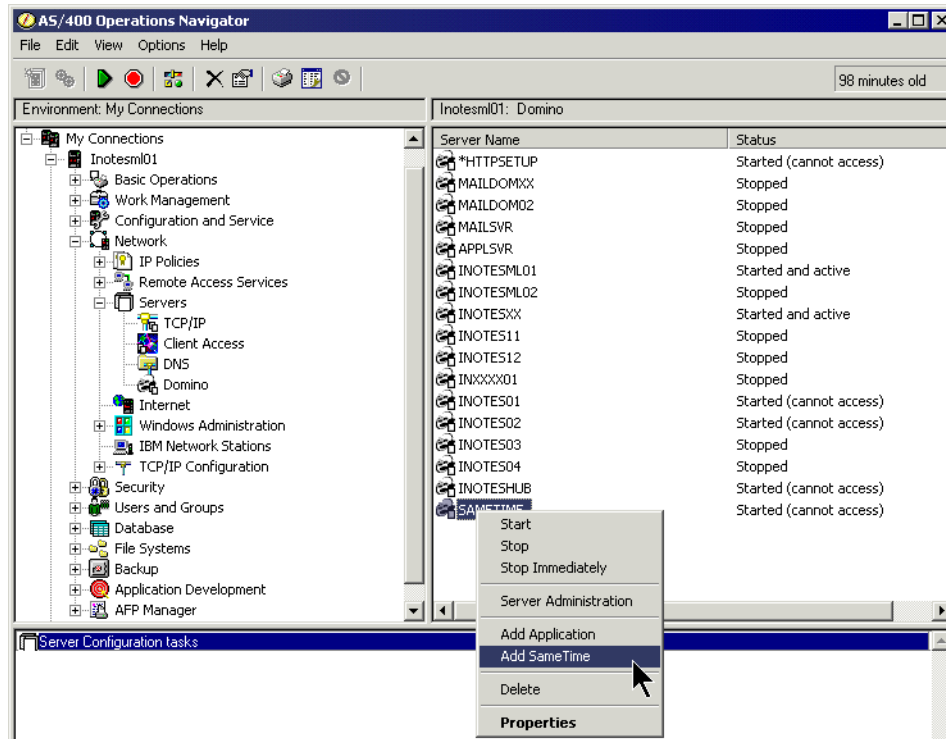 AS/400 Operations Navigator
File Edit View Options Help
98 minutes old
Environment: My Connections
Inotesml01: Domino
My Connections
Inotesml01
Basic Operations
Work Management
Configuration and Service
Network
IP Policies
Remote Access Services
Servers
TCP/IP
Client Access
DNS
Domino
Internet
Windows Administration
IBM Network Stations
TCP/IP Configuration
Security
Users and Groups
Database
File Systems
Backup
Application Development
AFP Manager
Server Name Status
*HTTPSETUP Started (cannot access)
MAILDOMXX Stopped
MAILDOM02 Stopped
MAILSVR Stopped
APPLSVR Stopped
INOTESML01 Started and active
INOTESML02 Stopped
INOTESXX Started and active
INOTES11 Stopped
INOTES12 Stopped
INXXXX01 Stopped
INOTES01 Started (cannot access)
INOTES02 Started (cannot access)
INOTES03 Stopped
INOTES04 Stopped
INOTESHUB Started (cannot access)
SAMETIME Started (cannot access)
Start
Stop
Stop Immediately
Server Administration
Add Application
Add SameTime
Delete
Properties
Server Configuration tasks